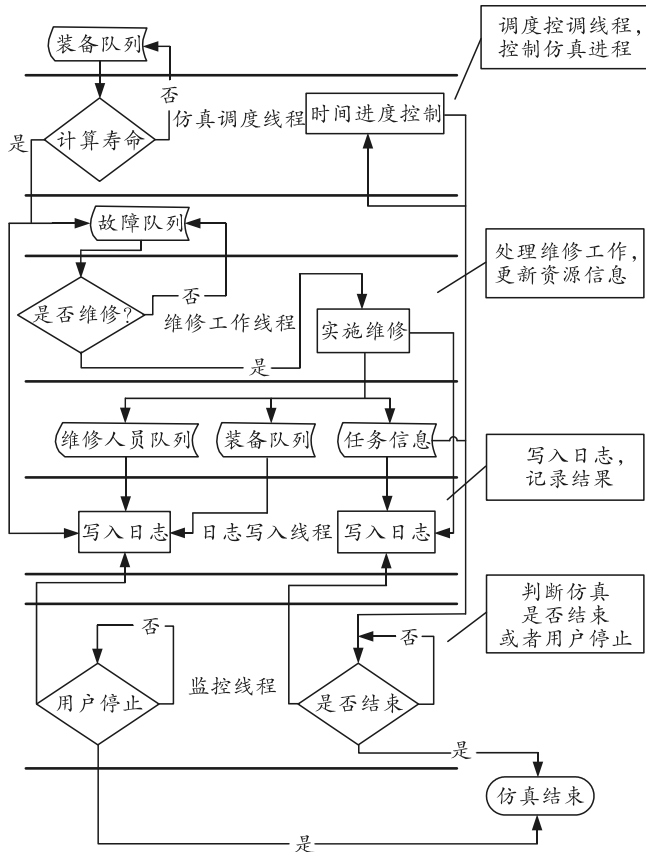 装备队列
调度控调线程，
控制仿真进程
否
仿真调度线程
时间进度控制
是
计算寿命
故障队列
处理维修工作，
更新资源信息
否
是否维修?
维修工作线程
实施维修
是
维修人员队列
装备队列
任务信息
写入日志，
记录结果
写入日志
日志写入线程
写入日志
判断仿真
是否结束
或者用户停止
否
否
用户停止
监控线程
是否结束
是
仿真结束
是